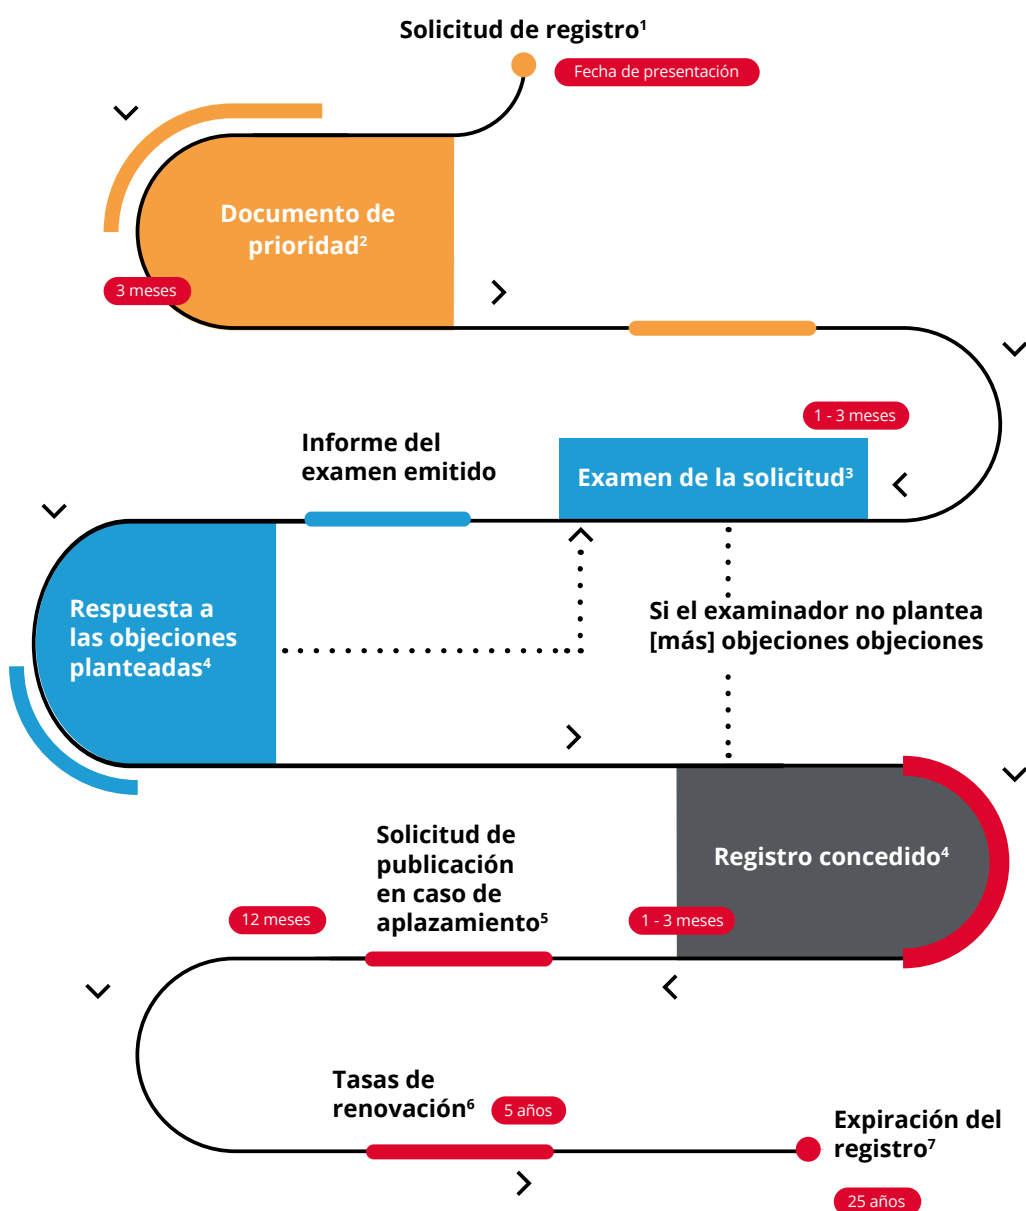 Solicitud de registro¹
Fecha de presentación
Documento de
prioridad²
3 meses
1 - 3 meses
Informe del
examen emitido
Examen de la solicitud³
Respuesta a
las objeciones
planteadas⁴
Si el examinador no plantea
[más] objeciones objeciones
Registro concedido⁴
Solicitud de
publicación
en caso de
aplazamiento⁵
12 meses
1 - 3 meses
Tasas de
renovación⁶
5 años
Expiración del
registro⁷
25 años